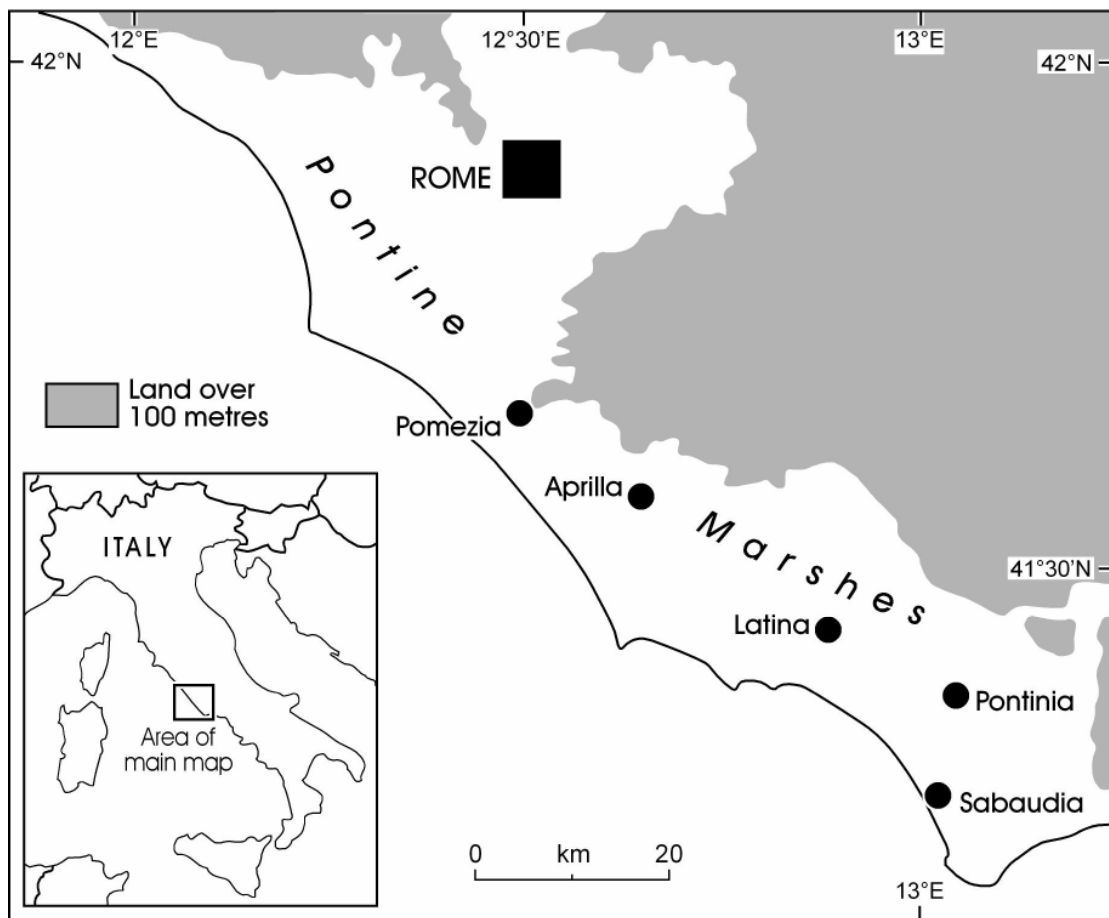 12°E
12°30'E
13°E
42°N
42°N
ROME
Pontine
Land over
100 metres
Pomezia
Aprilla
Marshes
41°30'N
Latina
ITALY
Pontinia
Area of
main map
Sabaudia
0 km 20
13°E